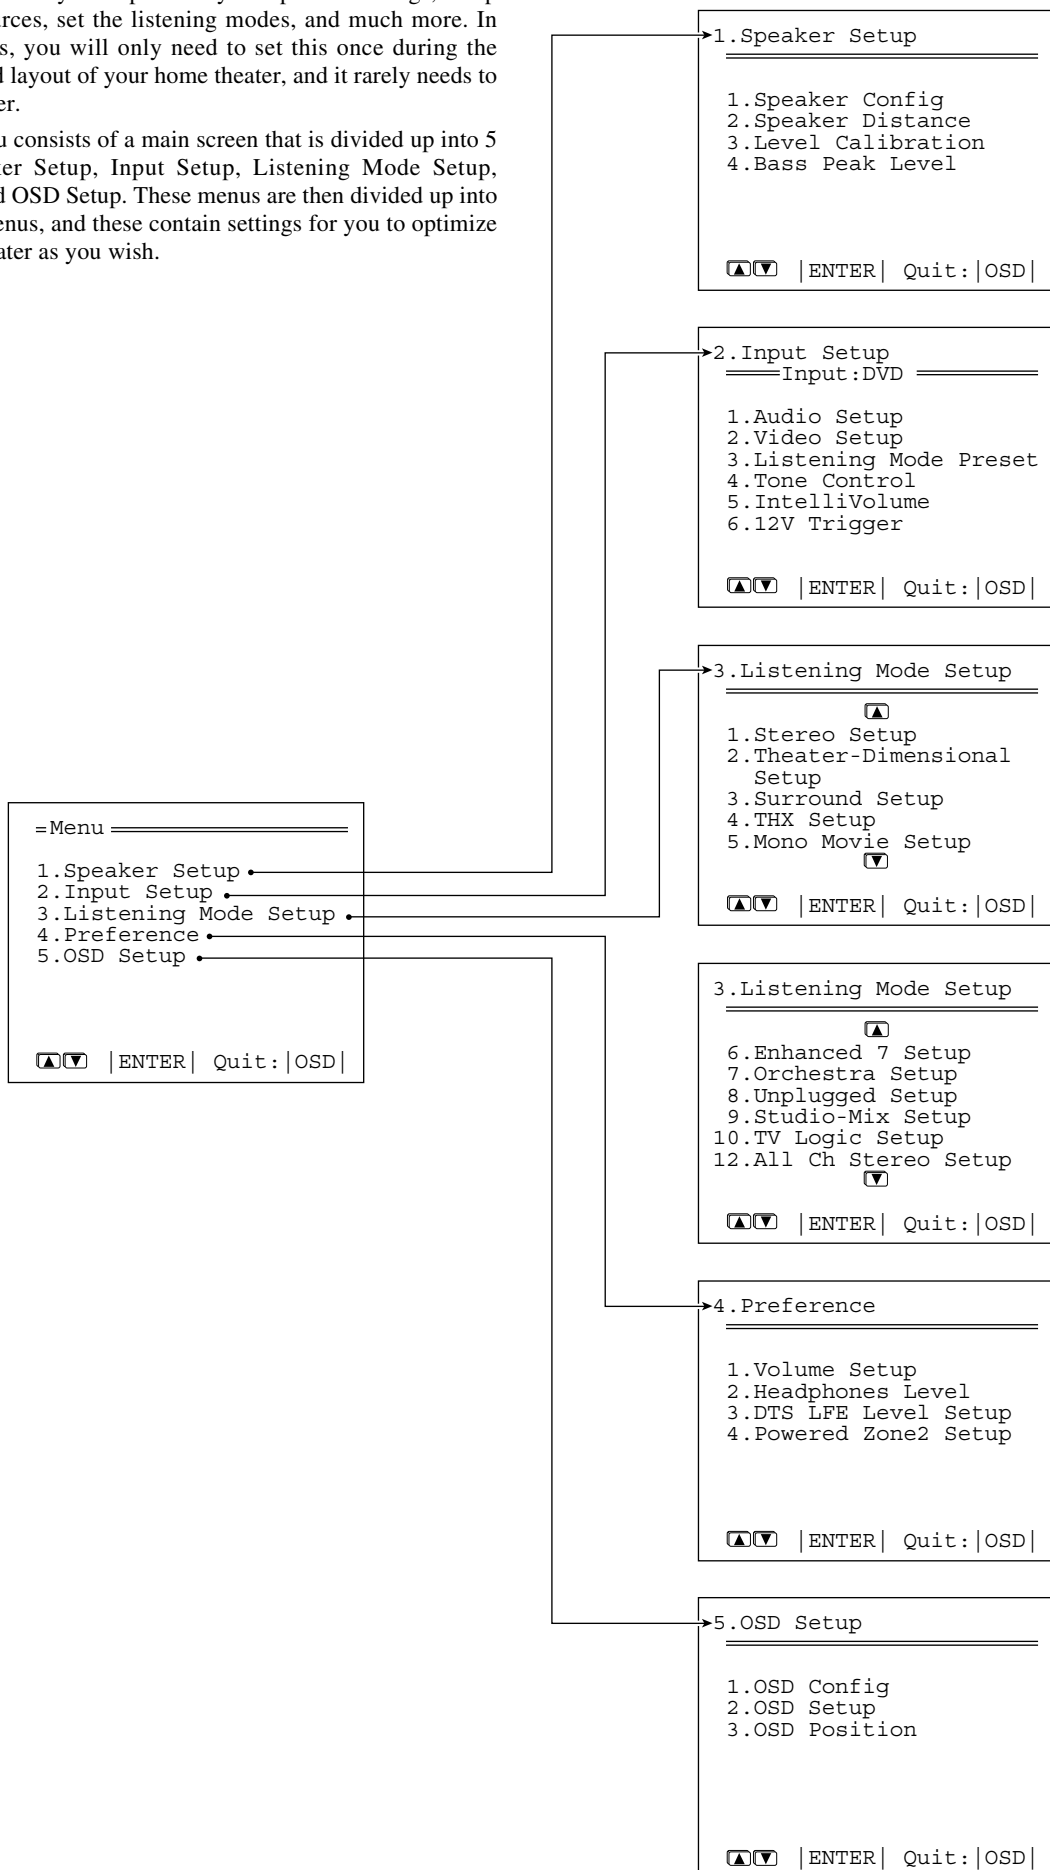 rces, set the listening modes, and much more. In
s, you will only need to set this once during the
d layout of your home theater, and it rarely needs to
er.
u consists of a main screen that is divided up into 5
er Setup, Input Setup, Listening Mode Setup,
d OSD Setup. These menus are then divided up into
enus, and these contain settings for you to optimize
ater as you wish.
=Menu
1.Speaker Setup
2.Input Setup
3.Listening Mode Setup
4.Preference
5.OSD Setup
▲▼ |ENTER| Quit:|OSD|
1.Speaker Setup
1.Speaker Config
2.Speaker Distance
3.Level Calibration
4.Bass Peak Level
▲▼ |ENTER| Quit:|OSD|
2.Input Setup
Input:DVD
1.Audio Setup
2.Video Setup
3.Listening Mode Preset
4.Tone Control
5.IntelliVolume
6.12V Trigger
▲▼ |ENTER| Quit:|OSD|
3.Listening Mode Setup
▲
1.Stereo Setup
2.Theater-Dimensional
Setup
3.Surround Setup
4.THX Setup
5.Mono Movie Setup
▼
▲▼ |ENTER| Quit:|OSD|
3.Listening Mode Setup
▲
6.Enhanced 7 Setup
7.Orchestra Setup
8.Unplugged Setup
9.Studio-Mix Setup
10.TV Logic Setup
12.All Ch Stereo Setup
▼
▲▼ |ENTER| Quit:|OSD|
4.Preference
1.Volume Setup
2.Headphones Level
3.DTS LFE Level Setup
4.Powered Zone2 Setup
▲▼ |ENTER| Quit:|OSD|
5.OSD Setup
1.OSD Config
2.OSD Setup
3.OSD Position
▲▼ |ENTER| Quit:|OSD|